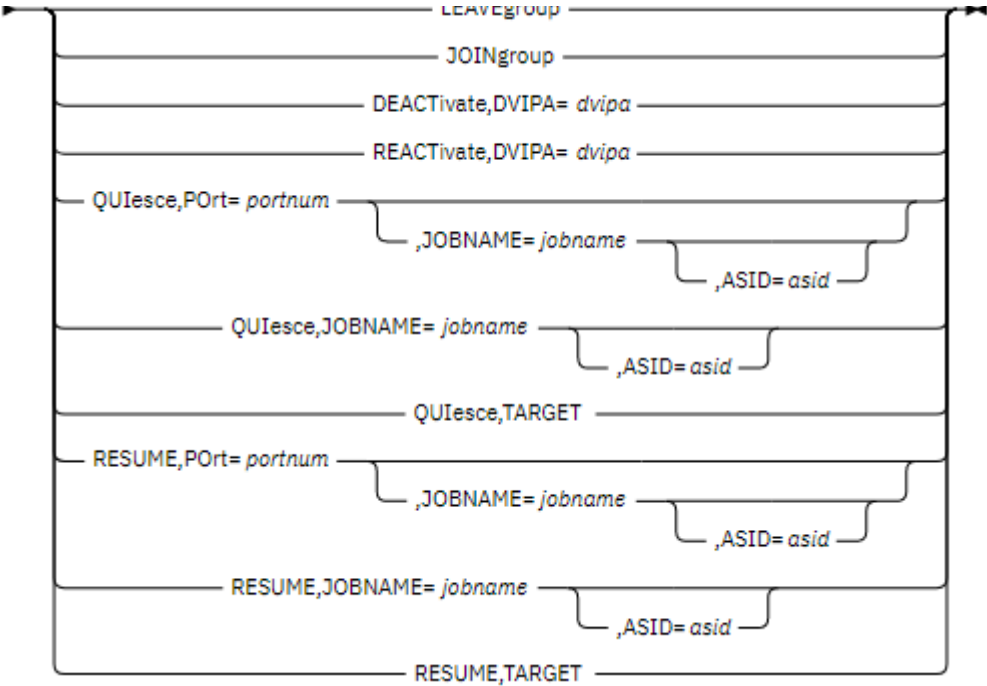 LEAVEgroup
JOINgroup
DEACTivate,DVIPA= dvipa
REACTivate,DVIPA= dvipa
QUIesce,POrt= portnum
,JOBNAME= jobname
,ASID= asid
QUIesce,JOBNAME= jobname
,ASID= asid
QUIesce,TARGET
RESUME,POrt= portnum
,JOBNAME= jobname
,ASID= asid
RESUME,JOBNAME= jobname
,ASID= asid
RESUME,TARGET